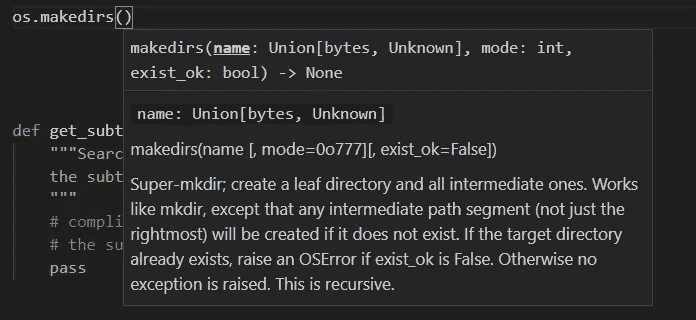 os.makedirs()
makedirs(name: Union[bytes, Unknown], mode: int,
exist_ok: bool) -> None
name: Union[bytes, Unknown]
def get_subt
makedirs(name [, mode=0o777][, exist_ok=False])
"""Searc
Super-mkdir; create a leaf directory and all intermediate ones. Works
the subt
like mkdir, except that any intermediate path segment (not just the
"""
rightmost) will be created if it does not exist. If the target directory
# compli
already exists, raise an OSError if exist_ok is False. Otherwise no
# the su
exception is raised. This is recursive.
pass